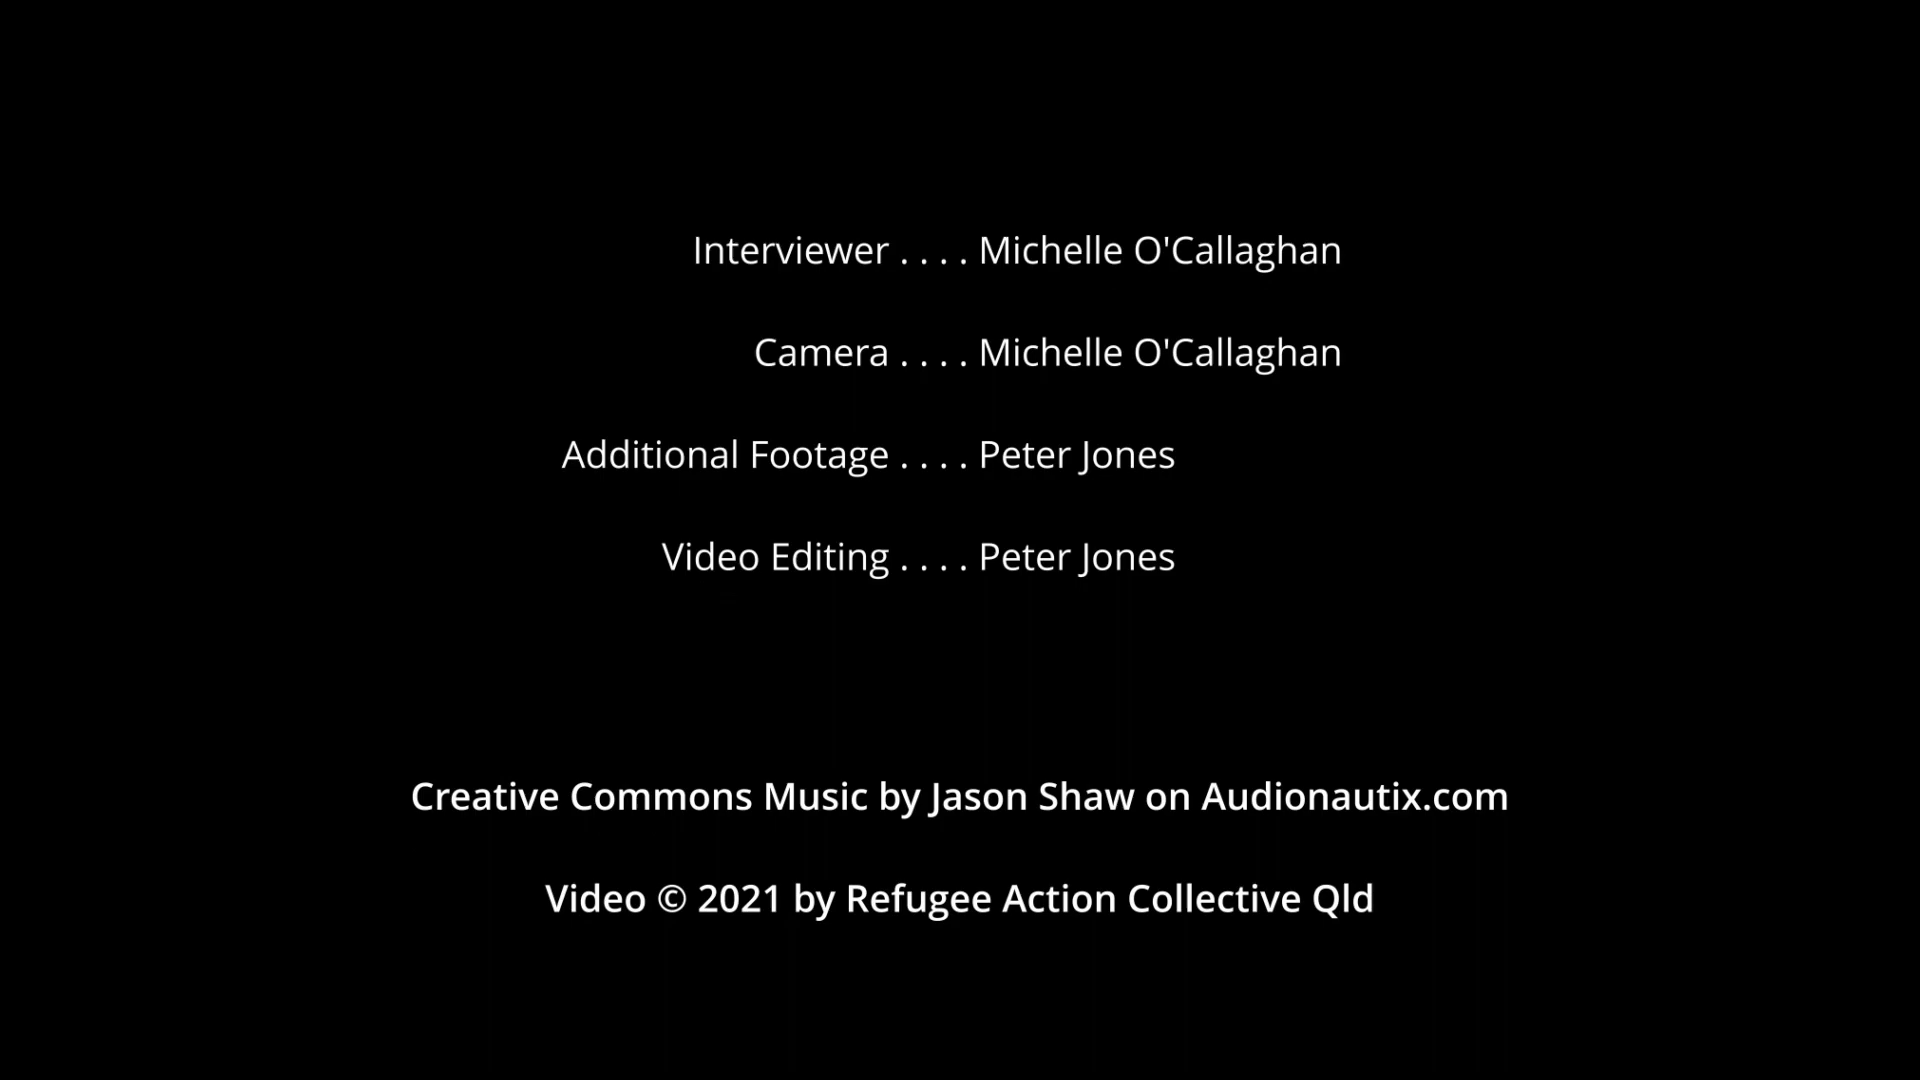 Interviewer . . . . Michelle O'Callaghan
Camera . . . . Michelle O'Callaghan
Additional Footage . . . . Peter Jones
Video Editing . . . . Peter Jones
Creative Commons Music by Jason Shaw on Audionautix.com
Video © 2021 by Refugee Action Collective Qld